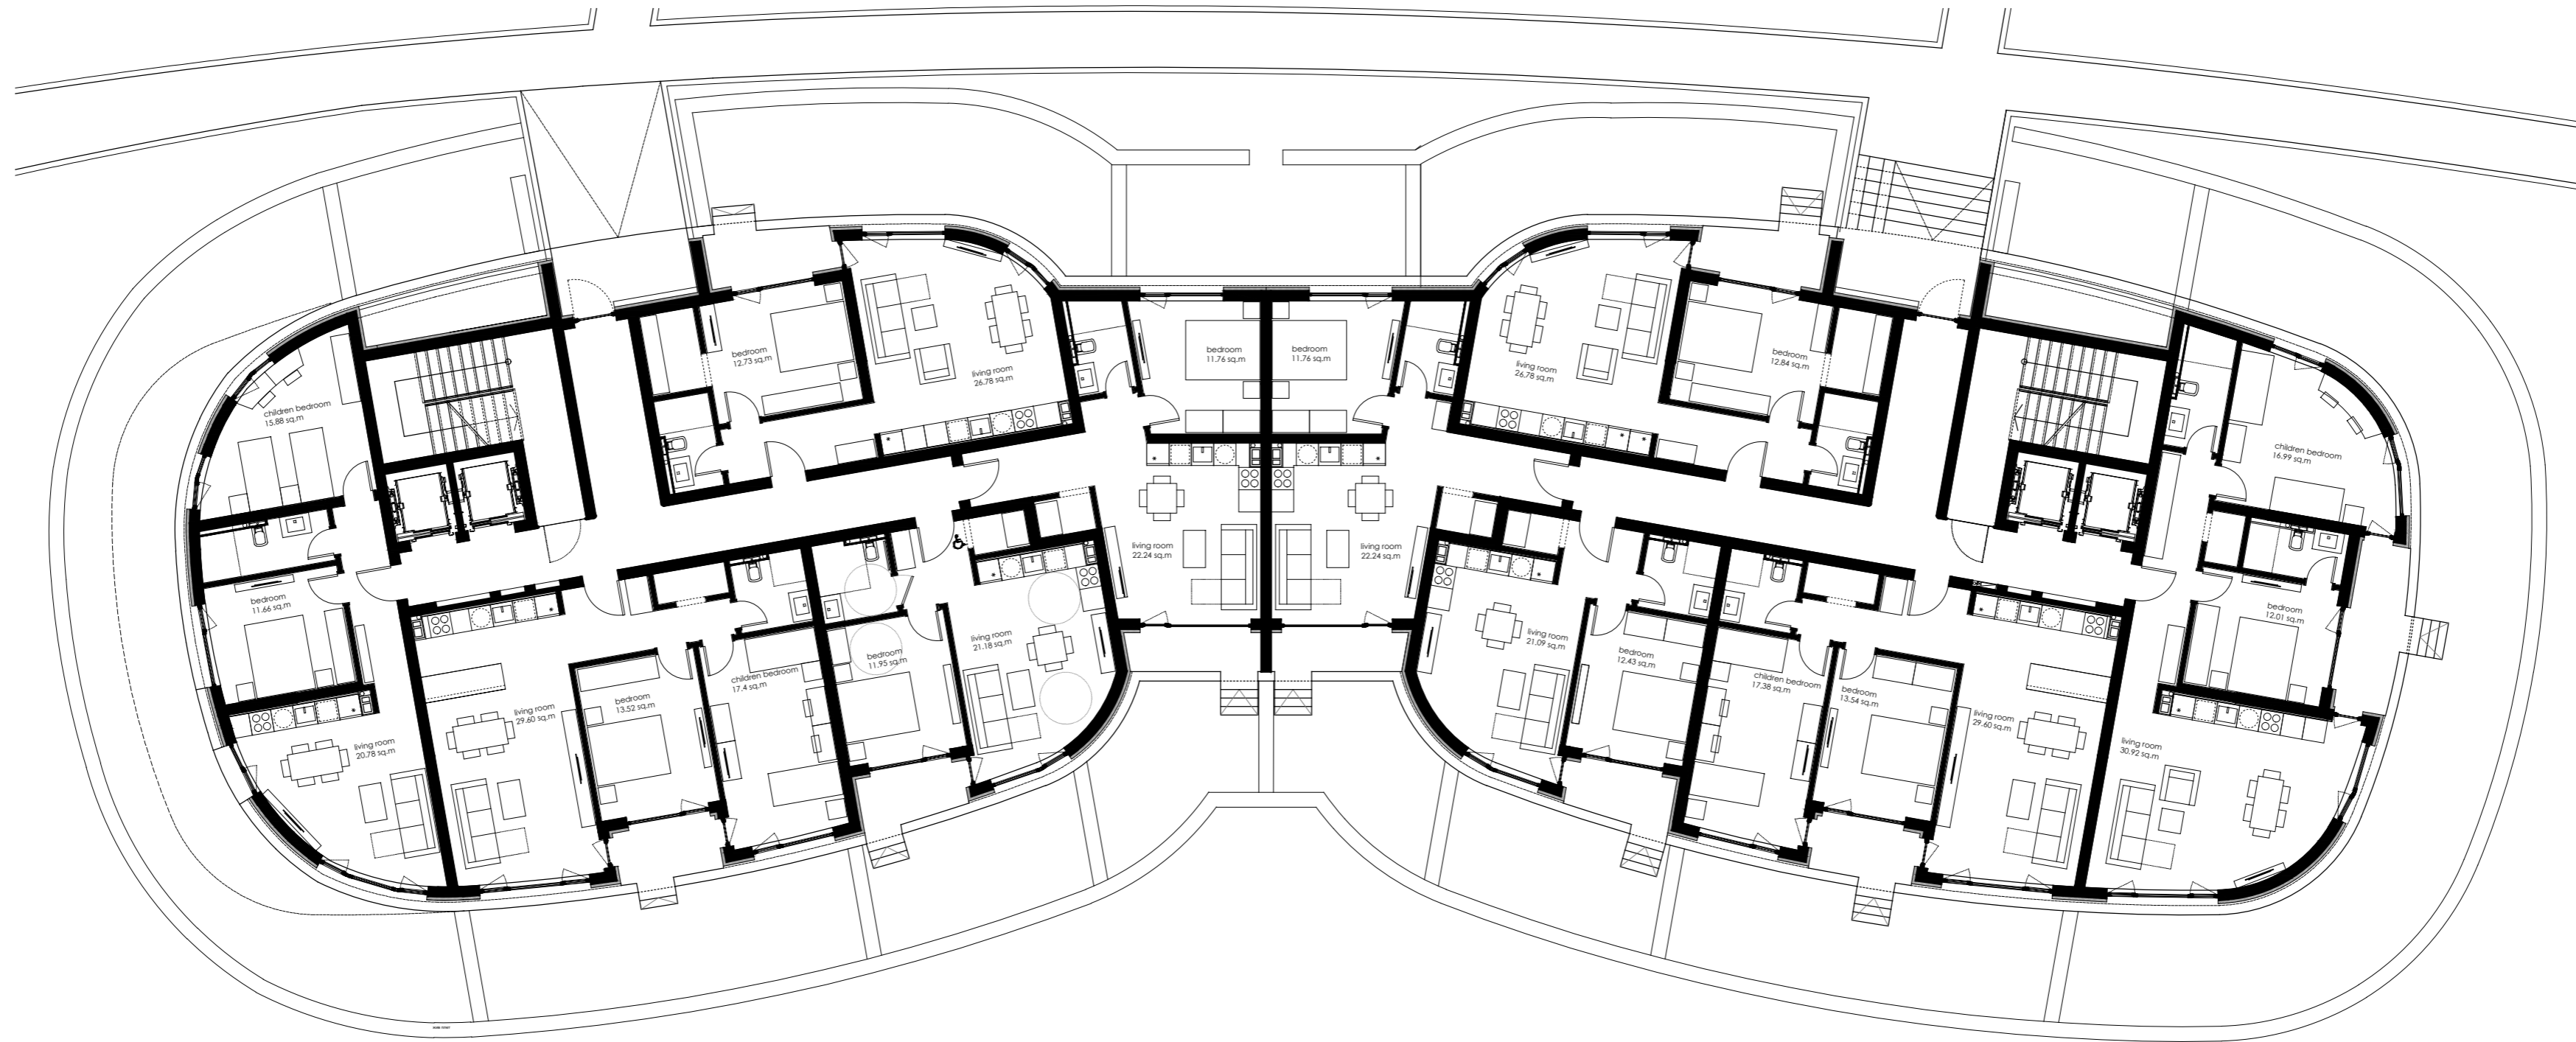 bedroom
12.73 sq.m
living room
26.78 sq.m
bedroom
11.76 sq.m
bedroom
11.76 sq.m
living room
26.78 sq.m
bedroom
12.84 sq.m
children bedroom
15.88 sq.m
children bedroom
16.99 sq.m
living room
22.24 sq.m
living room
22.24 sq.m
bedroom
11.66 sq.m
bedroom
12.01 sq.m
living room
21.18 sq.m
living room
21.09 sq.m
bedroom
11.95 sq.m
bedroom
12.43 sq.m
children bedroom
17.4 sq.m
children bedroom
17.38 sq.m
bedroom
13.52 sq.m
bedroom
13.54 sq.m
living room
29.60 sq.m
living room
29.60 sq.m
living room
20.78 sq.m
living room
30.92 sq.m